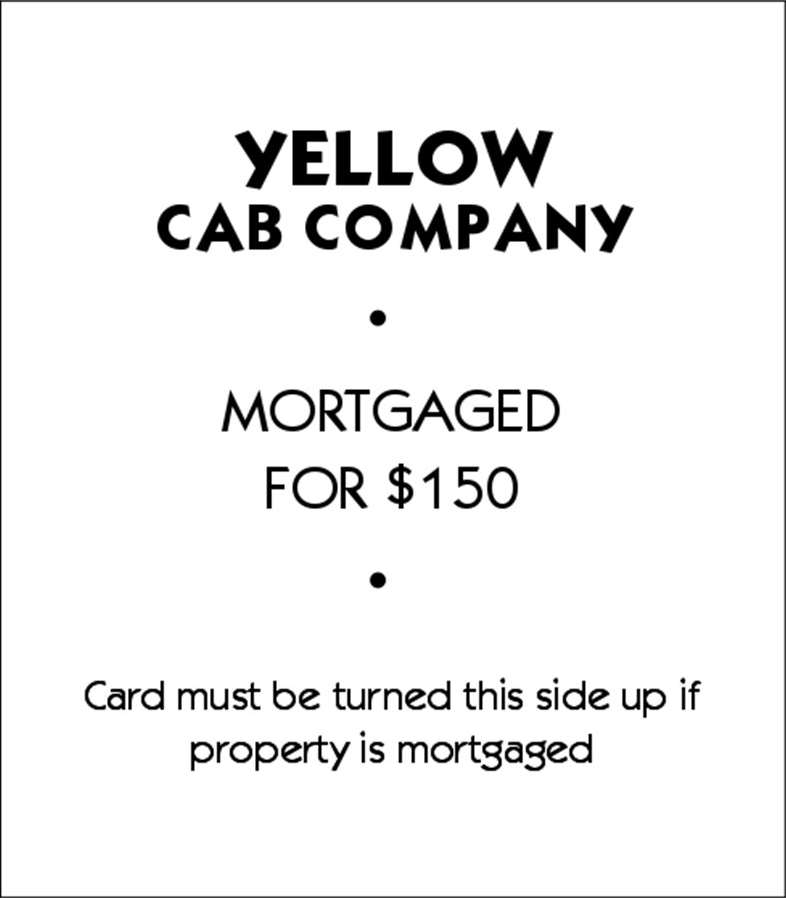 YELLOW
CAB COMPANY
•
MORTGAGED
FOR $150
•
Card must be turned this side up if
property is mortgaged